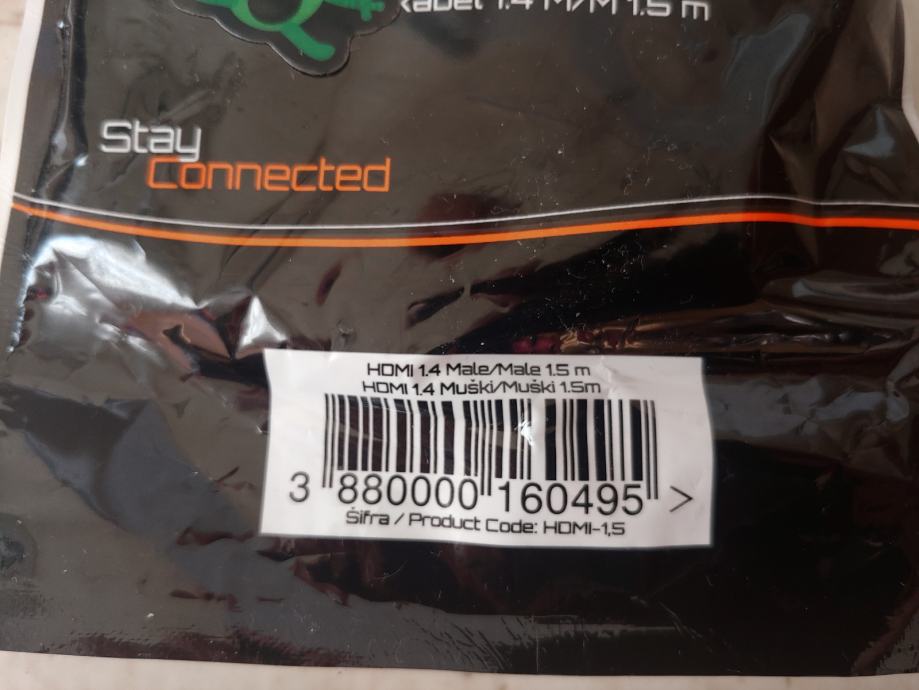 kabel 1.4 M/M 1.5 m
Stay
Connected
HDMI 1.4 Male/Male 1.5 m
HDMI 1.4 Muški/Muški 1.5m
3 880000 160495 >
Šifra / Product Code: HDMI-1,5